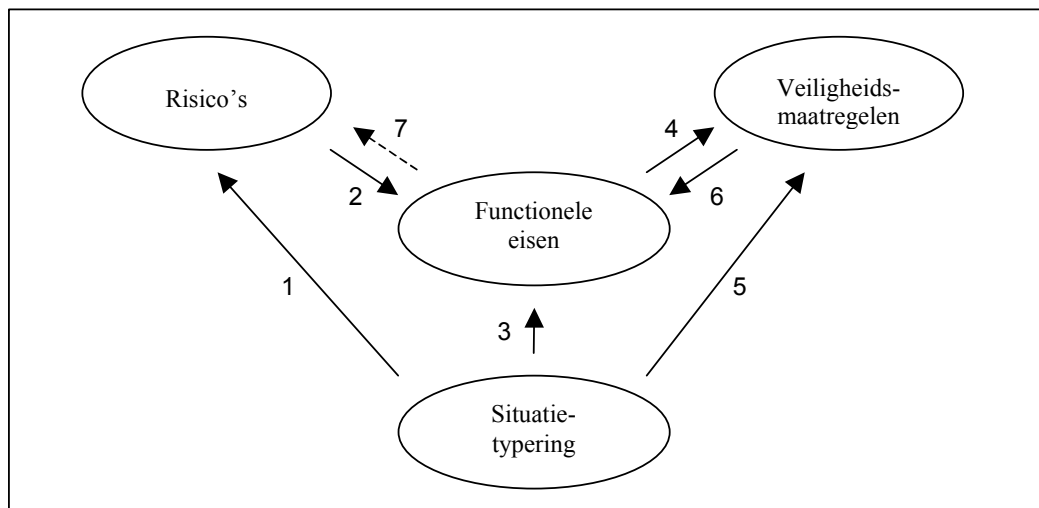 Risico's
Veiligheids-
maatregelen
7
4
2
6
Functionele
eisen
1
5
3
Situatie-
typering